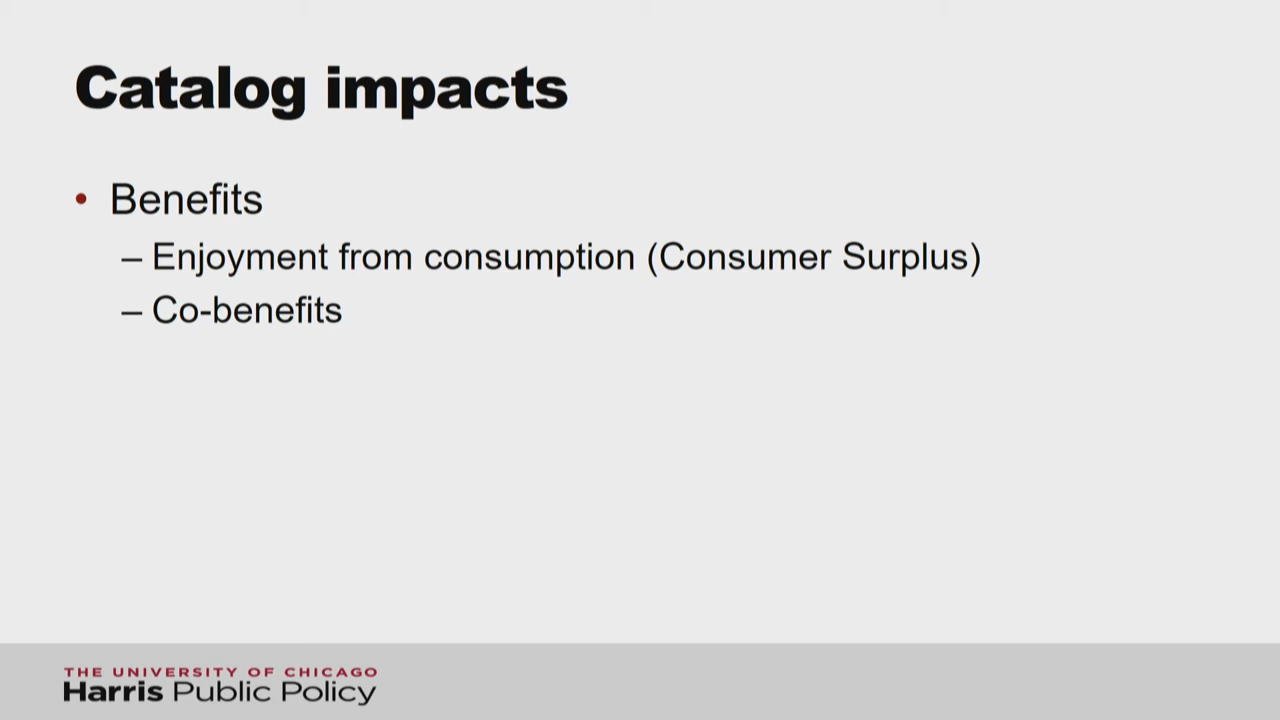 Catalog impacts
• Benefits
– Enjoyment from consumption (Consumer Surplus)
– Co-benefits
THE UNIVERSITY OF CHICAGO
Harris Public Policy